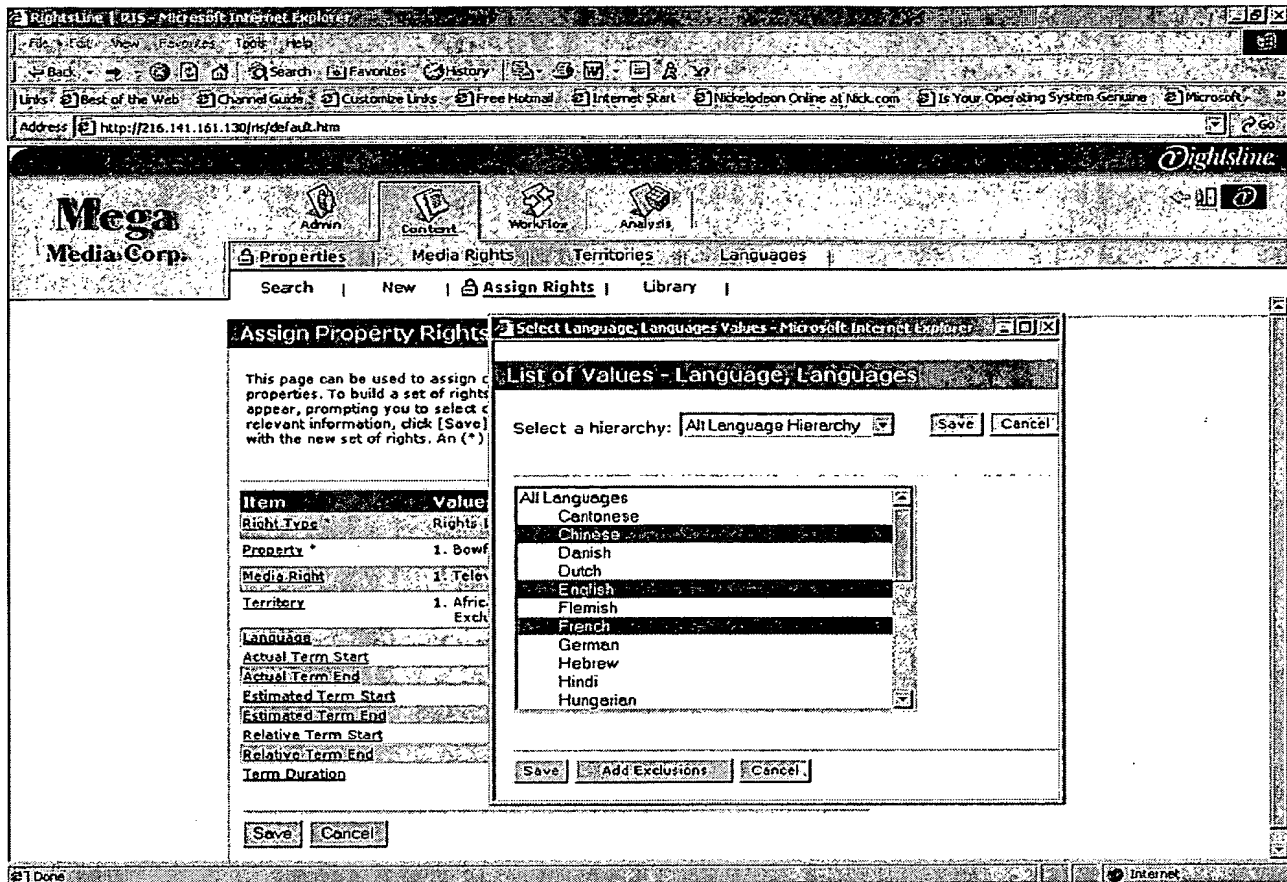 RightsLine | RIS - Microsoft Internet Explorer
File Edit View Favorites Tools Help
Back Search Favorites History
Links Best of the Web Channel Guide Customize Links Free Hotmail Internet Start Nickelodeon Online at Nick.com Is Your Operating System Genuine Microsoft
Address http://216.141.161.130/ris/default.htm Go
Rightsline
Mega
Media Corp.
Admin Content WorkFlow Analysis
Properties | Media Rights | Territories | Languages |
Search | New | Assign Rights | Library |
Assign Property Rights
This page can be used to assign
properties. To build a set of rights
appear, prompting you to select
relevant information, click [Save]
with the new set of rights. An (*)
Item Value
Right Type * Rights
Property * 1. Bowf
Media Right 1. Telev
Territory 1. Afric
Exclu
Language
Actual Term Start
Actual Term End
Estimated Term Start
Estimated Term End
Relative Term Start
Relative Term End
Term Duration
Save Cancel
Select Language, Languages Values - Microsoft Internet Explorer
List of Values - Language, Languages
Select a hierarchy: Alt Language Hierarchy Save Cancel
All Languages
Cantonese
Chinese
Danish
Dutch
English
Flemish
French
German
Hebrew
Hindi
Hungarian
Save Add Exclusions Cancel
Done Internet